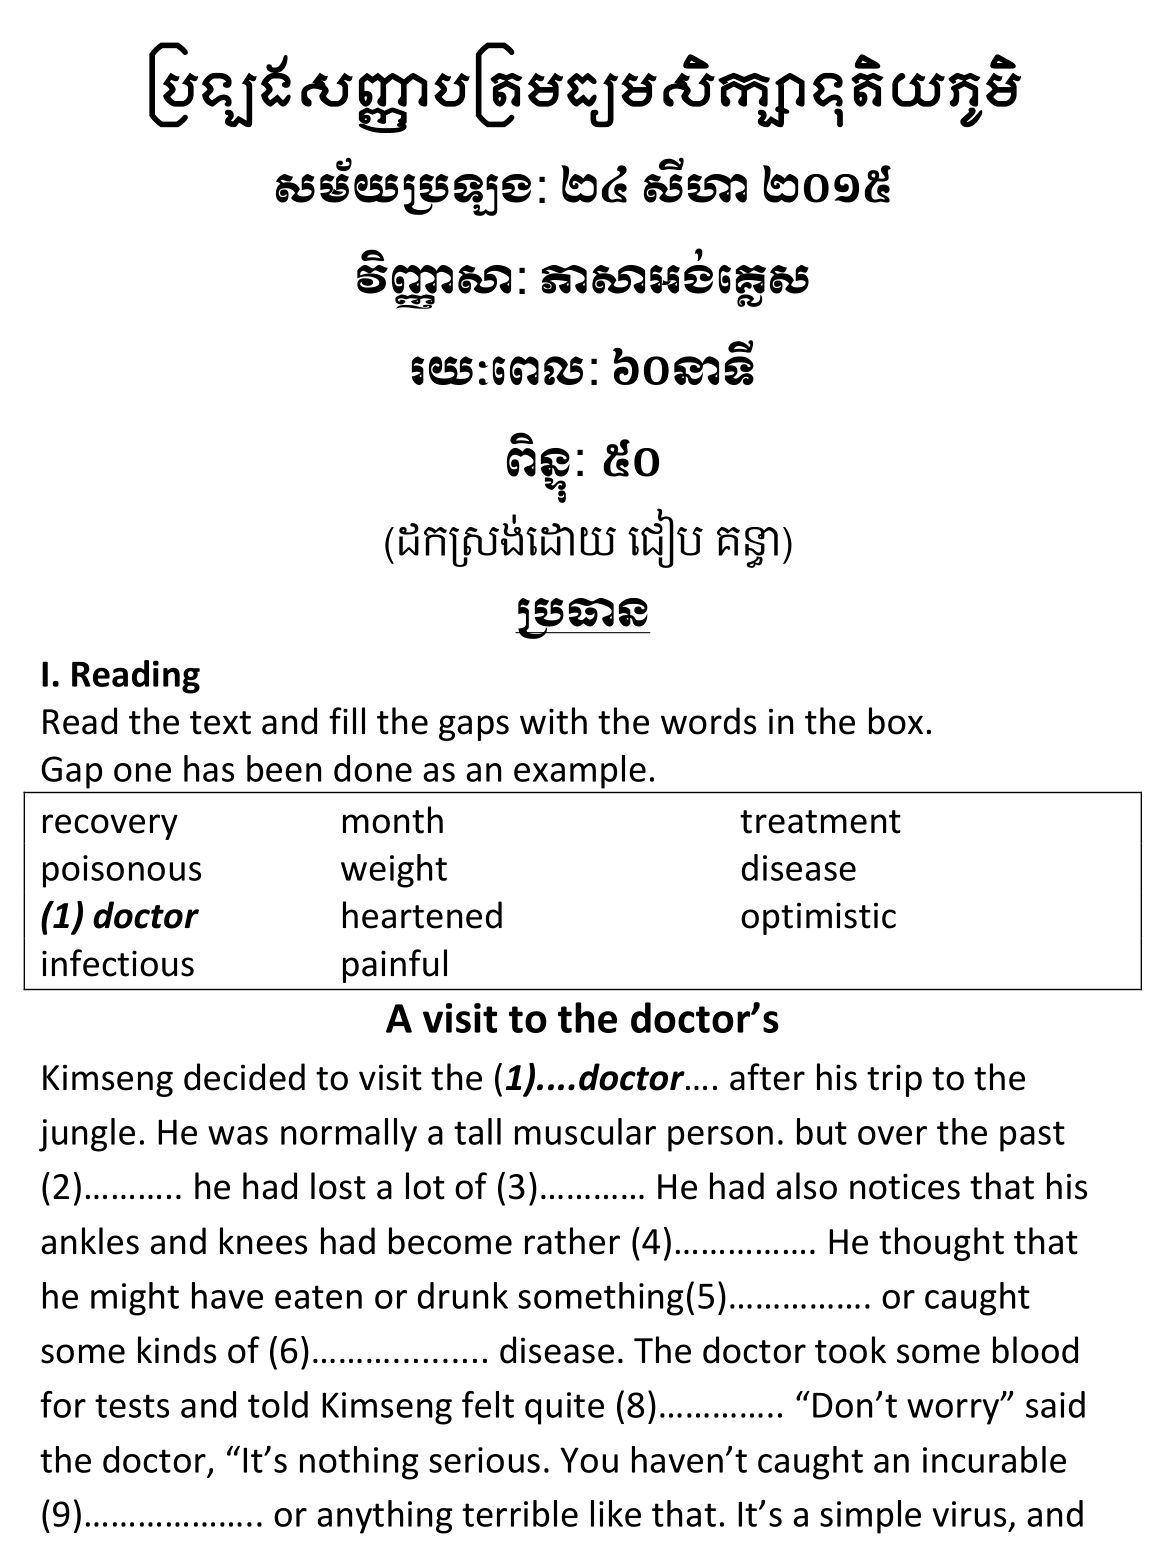 ប្រឡងសញ្ញាបត្រមធ្យមសិក្សាទុតិយភូមិ
សម័យប្រឡង: ២៤ សីហា ២០១៥
វិញ្ញាសា: ភាសាអង់គ្លេស
រយៈពេល: ៦០នាទី
ពិន្ទុ: ៥០
(ដកស្រង់ដោយ ជៀប គន្ធា)
ប្រធាន
I. Reading
Read the text and fill the gaps with the words in the box.
Gap one has been done as an example.
recovery month treatment
poisonous weight disease
(1) doctor heartened optimistic
infectious painful
A visit to the doctor’s
Kimseng decided to visit the (1)....doctor.... after his trip to the
jungle. He was normally a tall muscular person. but over the past
(2)……….. he had lost a lot of (3)………… He had also notices that his
ankles and knees had become rather (4)……………. He thought that
he might have eaten or drunk something(5)……………. or caught
some kinds of (6)………........... disease. The doctor took some blood
for tests and told Kimseng felt quite (8)………….. “Don’t worry” said
the doctor, “It’s nothing serious. You haven’t caught an incurable
(9)……………….. or anything terrible like that. It’s a simple virus, and